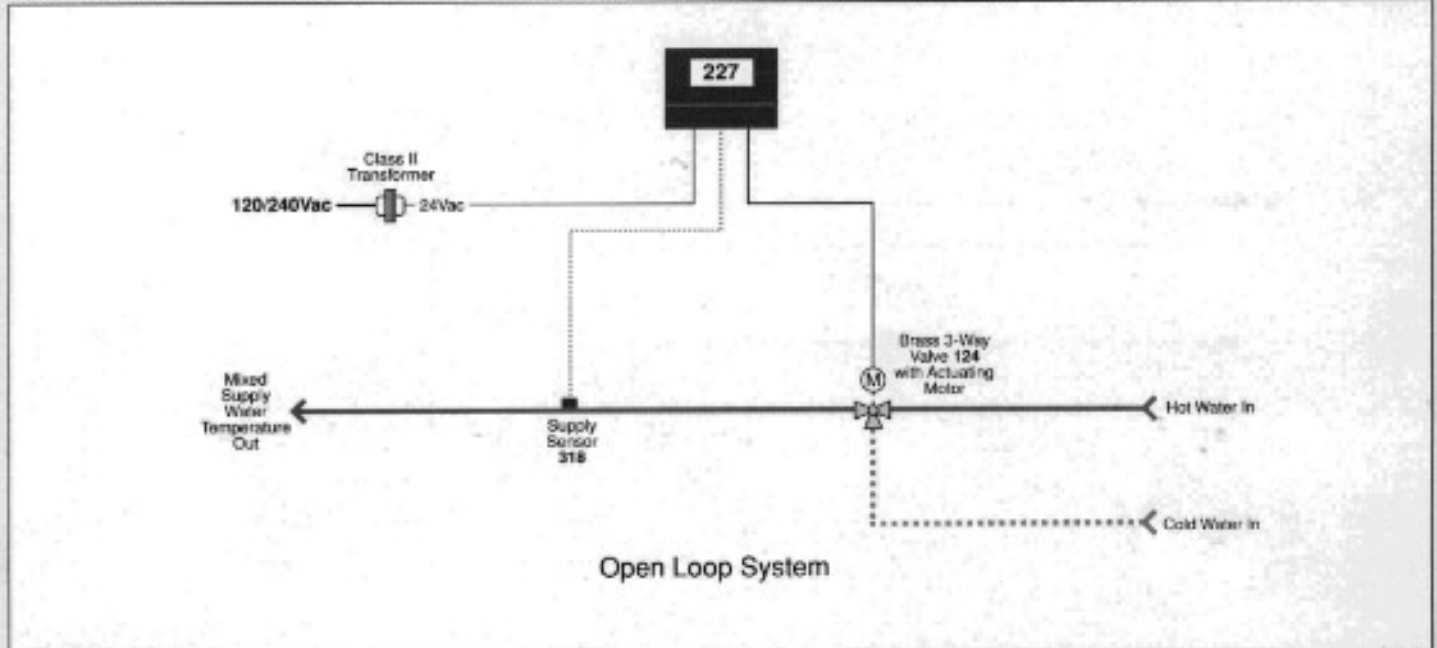 227
Class II
Transformer
120/240Vac
24Vac
Brass 3-Way
Valve 124
with Actuating
Motor
M
Mixed
Supply
Water
Temperature
Out
Supply
Sensor
318
Hot Water In
Cold Water In
Open Loop System